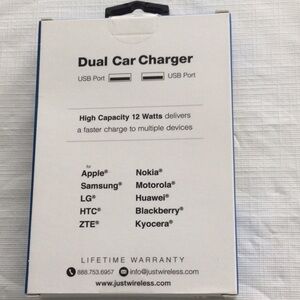 Dual Car Charger
USB Port USB Port
High Capacity 12 Watts delivers
a faster charge to multiple devices
for
Apple® Nokia®
Samsung® Motorola®
LG® Huawei®
HTC® Blackberry®
ZTE® Kyocera®
LIFETIME WARRANTY
888.753.6957 info@justwireless.com
www.justwireless.com